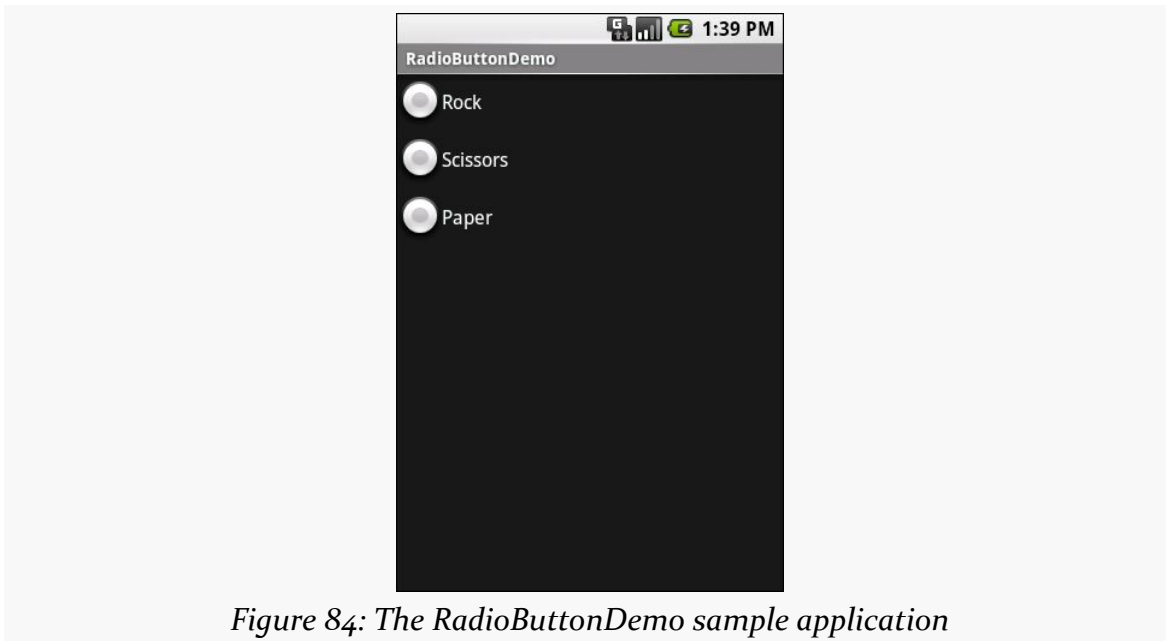 G
1:39 PM
RadioButtonDemo
Rock
Scissors
Paper
Figure 84: The RadioButtonDemo sample application